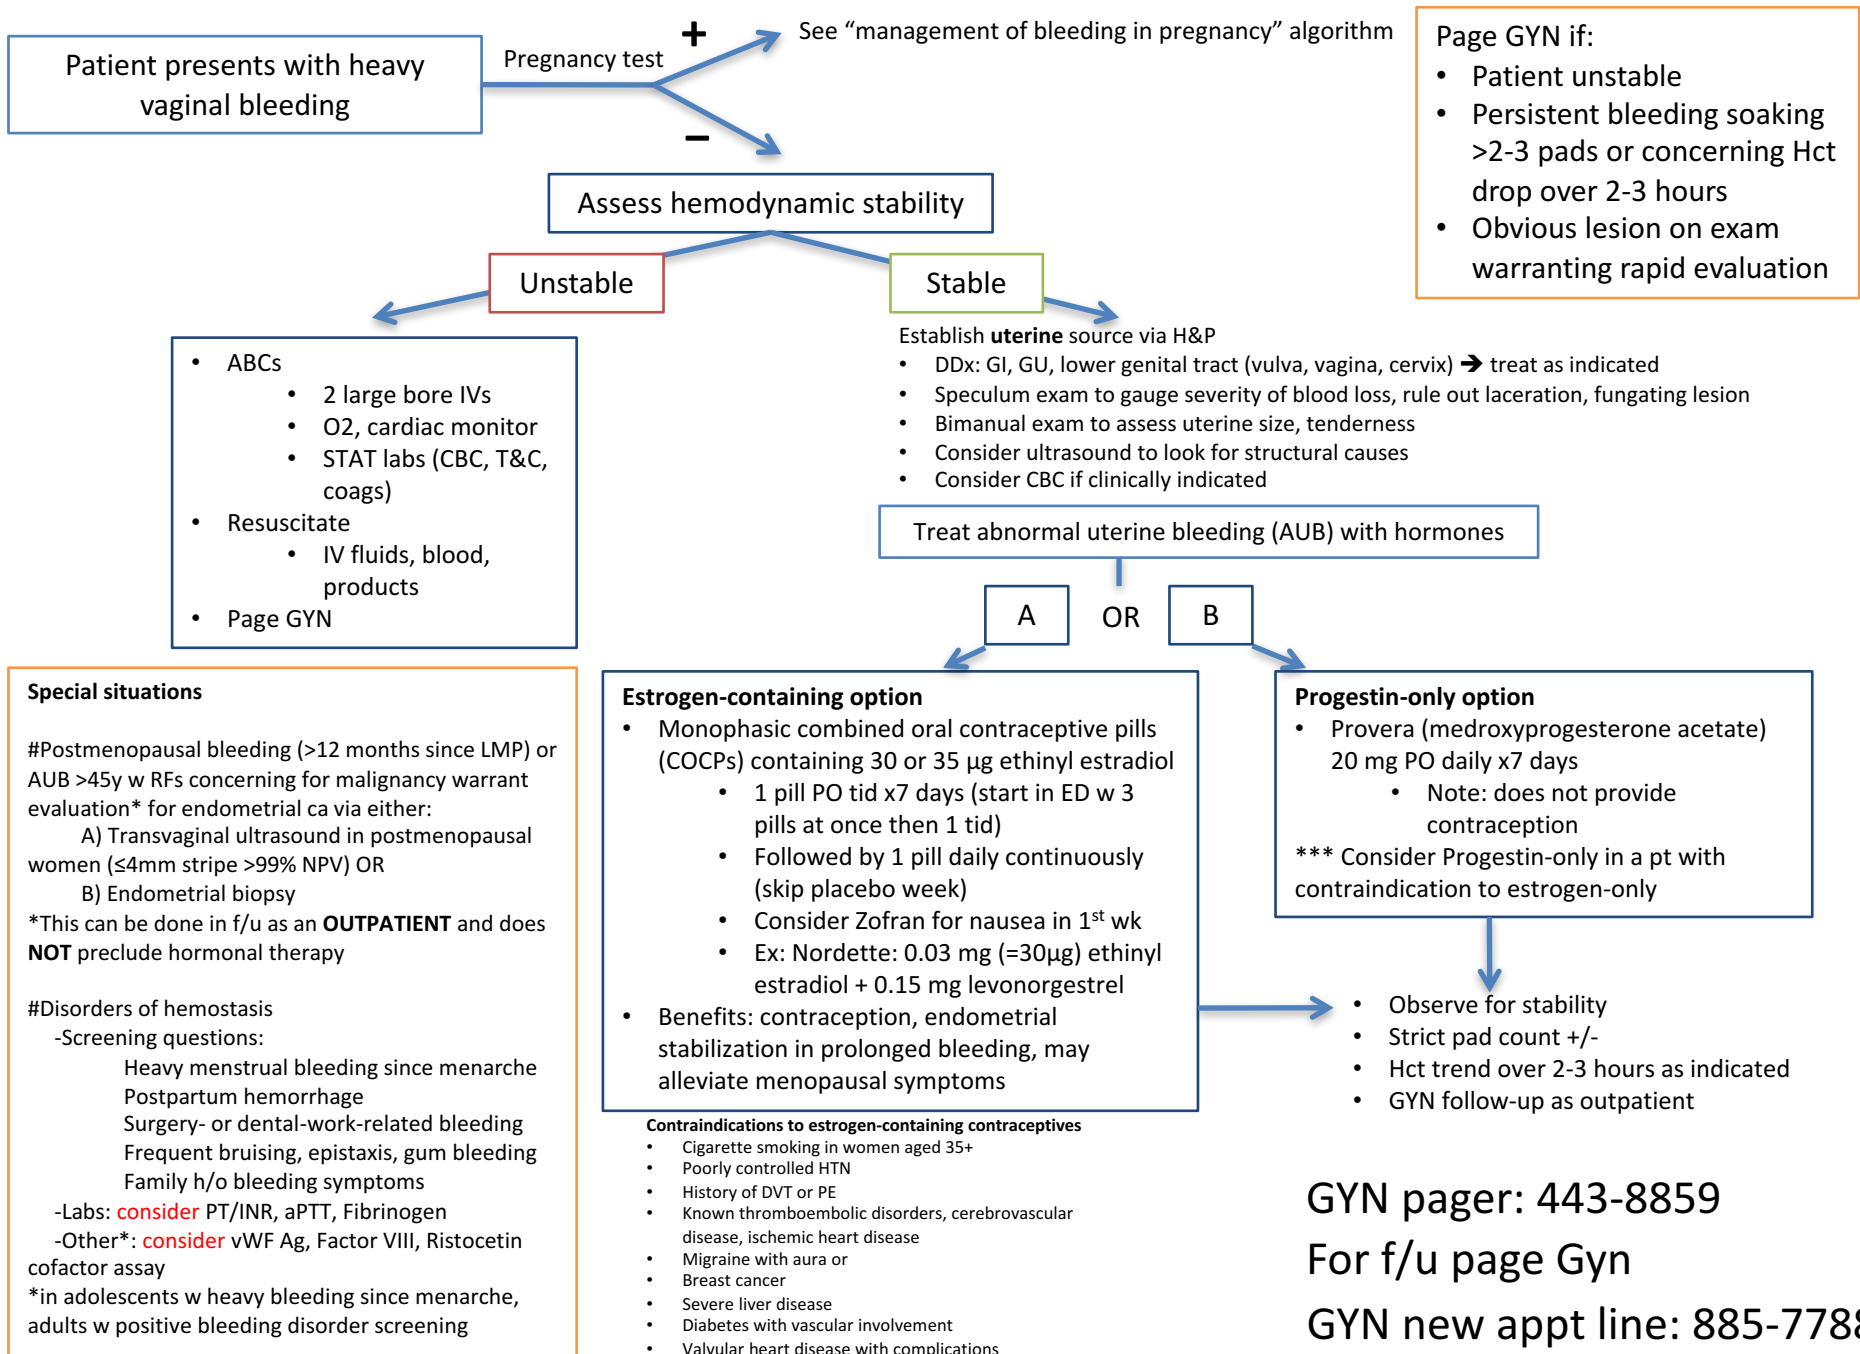 Patient presents with heavy
vaginal bleeding
Pregnancy test
+
–
See “management of bleeding in pregnancy” algorithm
Page GYN if:
• Patient unstable
• Persistent bleeding soaking
>2-3 pads or concerning Hct
drop over 2-3 hours
• Obvious lesion on exam
warranting rapid evaluation
Assess hemodynamic stability
Unstable
Stable
• ABCs
• 2 large bore IVs
• O2, cardiac monitor
• STAT labs (CBC, T&C,
coags)
• Resuscitate
• IV fluids, blood,
products
• Page GYN
Establish uterine source via H&P
• DDx: GI, GU, lower genital tract (vulva, vagina, cervix) ➔ treat as indicated
• Speculum exam to gauge severity of blood loss, rule out laceration, fungating lesion
• Bimanual exam to assess uterine size, tenderness
• Consider ultrasound to look for structural causes
• Consider CBC if clinically indicated
Treat abnormal uterine bleeding (AUB) with hormones
A
OR
B
Special situations
#Postmenopausal bleeding (>12 months since LMP) or
AUB >45y w RFs concerning for malignancy warrant
evaluation* for endometrial ca via either:
A) Transvaginal ultrasound in postmenopausal
women (≤4mm stripe >99% NPV) OR
B) Endometrial biopsy
*This can be done in f/u as an OUTPATIENT and does
NOT preclude hormonal therapy
#Disorders of hemostasis
-Screening questions:
Heavy menstrual bleeding since menarche
Postpartum hemorrhage
Surgery- or dental-work-related bleeding
Frequent bruising, epistaxis, gum bleeding
Family h/o bleeding symptoms
-Labs: consider PT/INR, aPTT, Fibrinogen
-Other*: consider vWF Ag, Factor VIII, Ristocetin
cofactor assay
*in adolescents w heavy bleeding since menarche,
adults w positive bleeding disorder screening
Estrogen-containing option
• Monophasic combined oral contraceptive pills
(COCPs) containing 30 or 35 μg ethinyl estradiol
• 1 pill PO tid x7 days (start in ED w 3
pills at once then 1 tid)
• Followed by 1 pill daily continuously
(skip placebo week)
• Consider Zofran for nausea in 1st wk
• Ex: Nordette: 0.03 mg (=30μg) ethinyl
estradiol + 0.15 mg levonorgestrel
• Benefits: contraception, endometrial
stabilization in prolonged bleeding, may
alleviate menopausal symptoms
Contraindications to estrogen-containing contraceptives
• Cigarette smoking in women aged 35+
• Poorly controlled HTN
• History of DVT or PE
• Known thromboembolic disorders, cerebrovascular
disease, ischemic heart disease
• Migraine with aura or
• Breast cancer
• Severe liver disease
• Diabetes with vascular involvement
• Valvular heart disease with complications
Progestin-only option
• Provera (medroxyprogesterone acetate)
20 mg PO daily x7 days
• Note: does not provide
contraception
*** Consider Progestin-only in a pt with
contraindication to estrogen-only
• Observe for stability
• Strict pad count +/-
• Hct trend over 2-3 hours as indicated
• GYN follow-up as outpatient
GYN pager: 443-8859
For f/u page Gyn
GYN new appt line: 885-7788